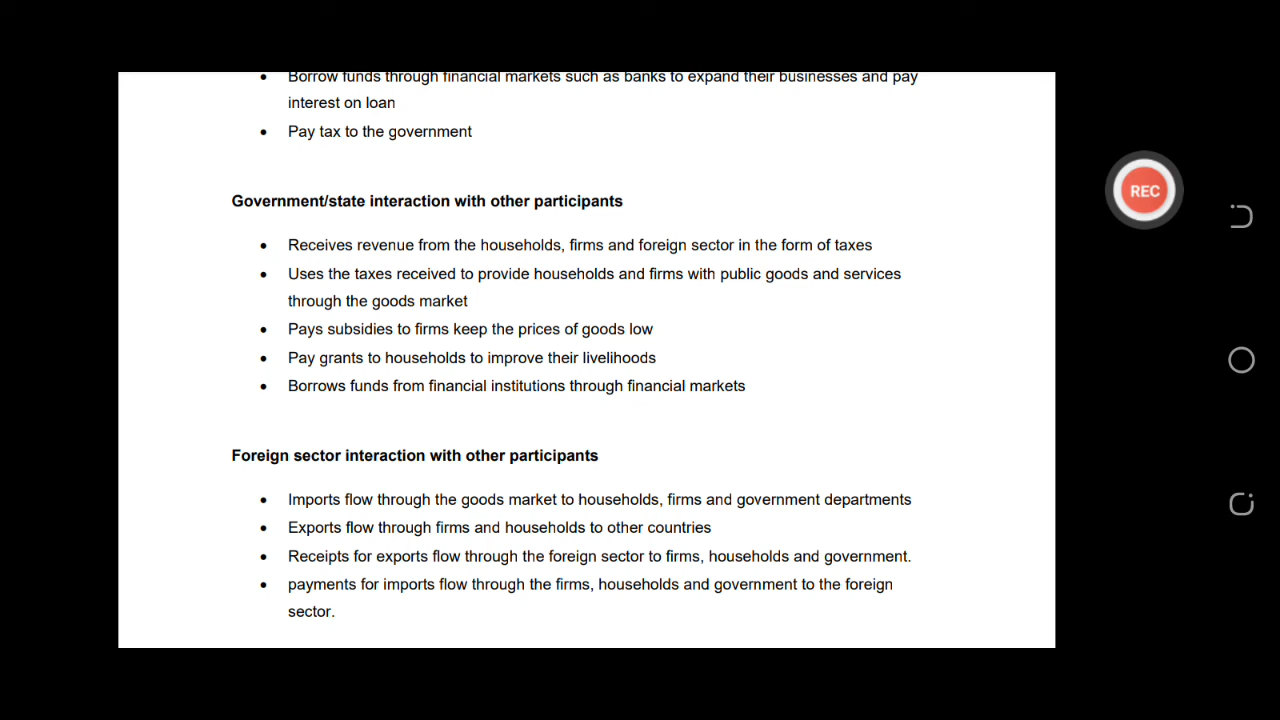 Borrow funds through financial markets such as banks to expand their businesses and pay
interest on loan
Pay tax to the government
Government/state interaction with other participants
Receives revenue from the households, firms and foreign sector in the form of taxes
Uses the taxes received to provide households and firms with public goods and services
through the goods market
Pays subsidies to firms keep the prices of goods low
Pay grants to households to improve their livelihoods
Borrows funds from financial institutions through financial markets
Foreign sector interaction with other participants
Imports flow through the goods market to households, firms and government departments
Exports flow through firms and households to other countries
Receipts for exports flow through the foreign sector to firms, households and government.
payments for imports flow through the firms, households and government to the foreign
sector.
REC